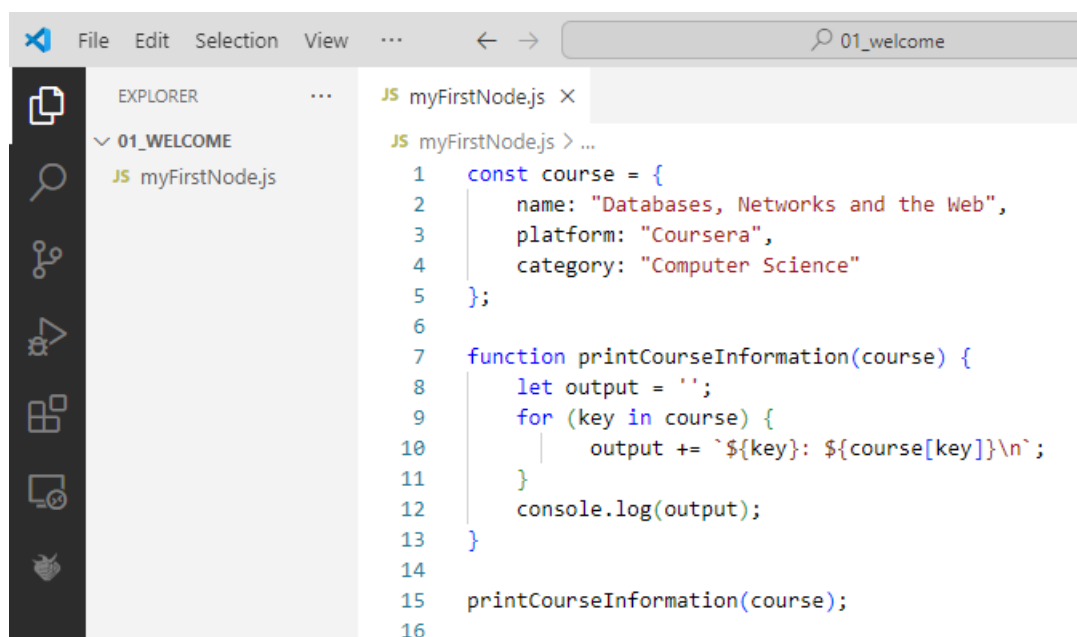 File Edit Selection View ··· ← → 01_welcome
EXPLORER ···
01_WELCOME
JS myFirstNode.js
JS myFirstNode.js ×
JS myFirstNode.js > ...
1 const course = {
2     name: "Databases, Networks and the Web",
3     platform: "Coursera",
4     category: "Computer Science"
5 };
6
7 function printCourseInformation(course) {
8     let output = '';
9     for (key in course) {
10         output += `${key}: ${course[key]}\n`;
11     }
12     console.log(output);
13 }
14
15 printCourseInformation(course);
16